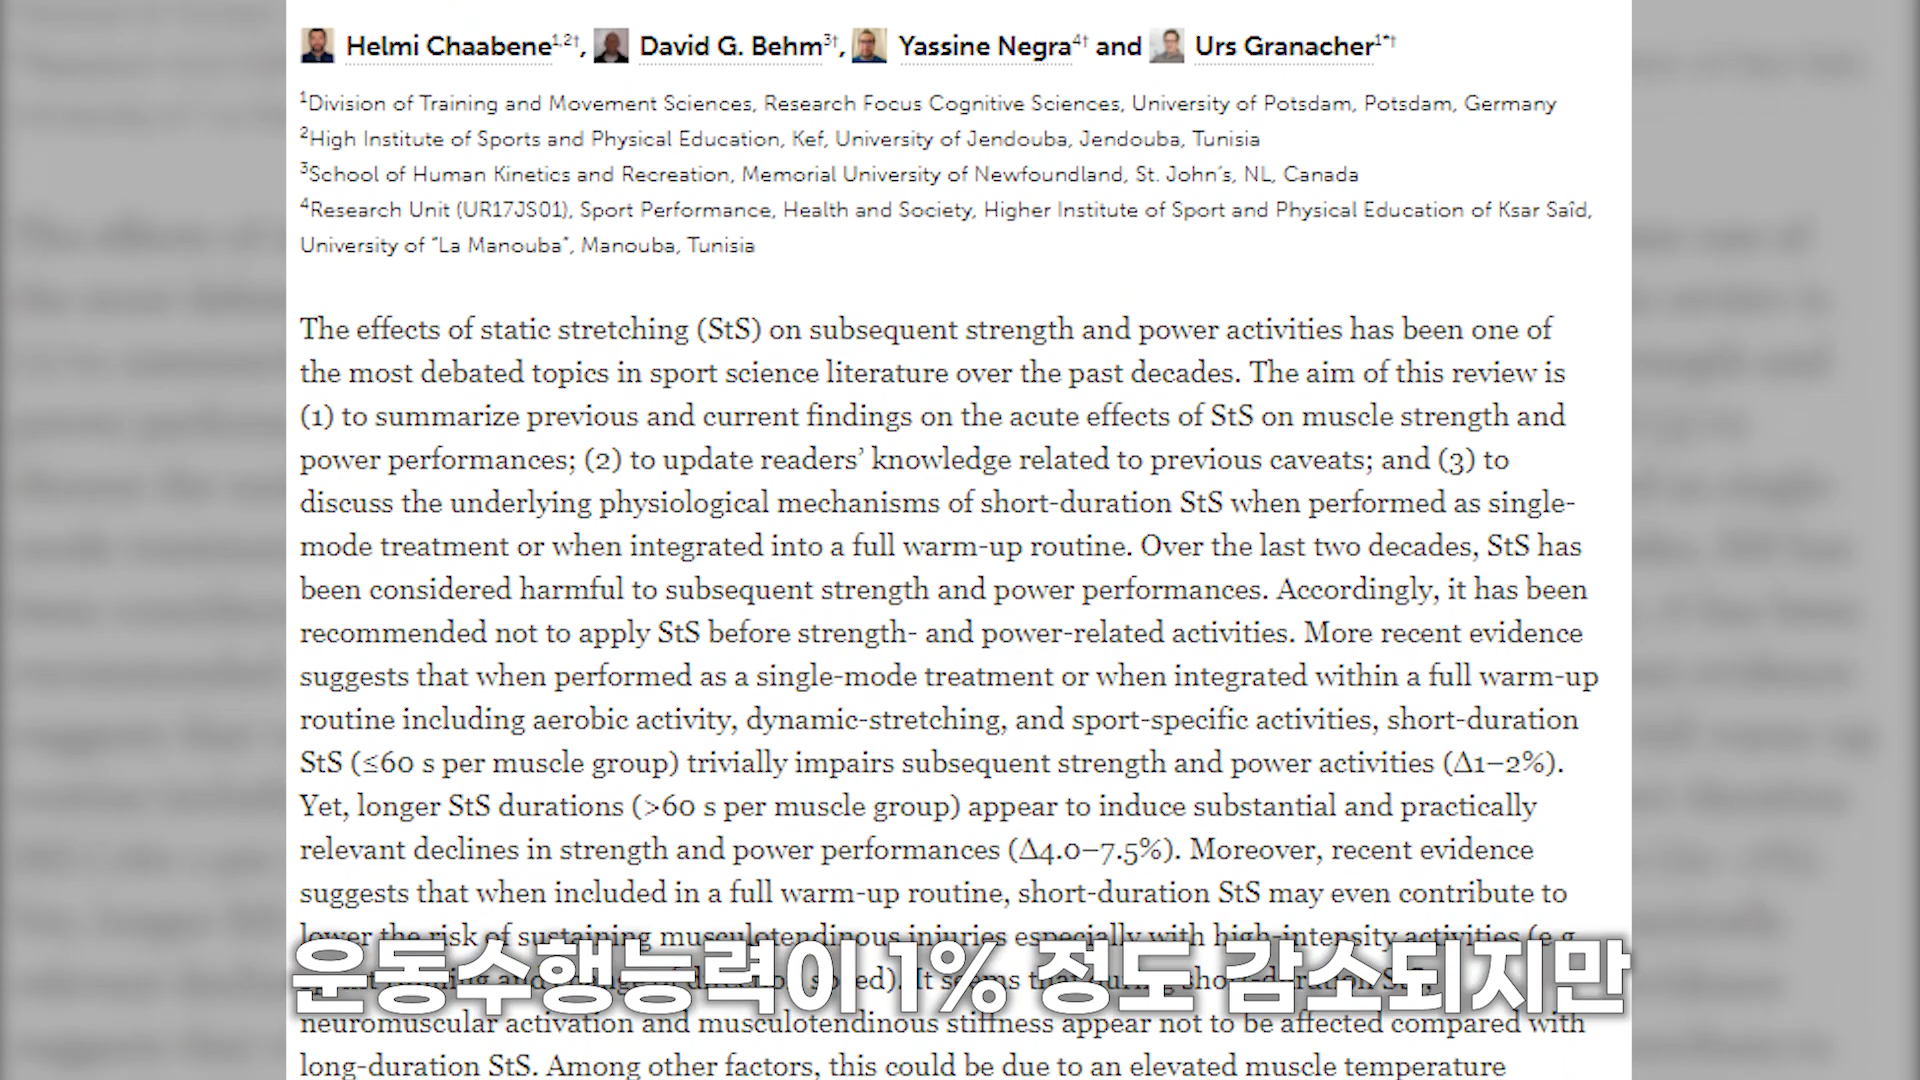 Helmi Chaabene1,2†, David G. Behm3†, Yassine Negra4† and Urs Granacher1*†
1Division of Training and Movement Sciences, Research Focus Cognitive Sciences, University of Potsdam, Potsdam, Germany
2High Institute of Sports and Physical Education, Kef, University of Jendouba, Jendouba, Tunisia
3School of Human Kinetics and Recreation, Memorial University of Newfoundland, St. John’s, NL, Canada
4Research Unit (UR17JS01), Sport Performance, Health and Society, Higher Institute of Sport and Physical Education of Ksar Saîd,
University of “La Manouba”, Manouba, Tunisia
The effects of static stretching (StS) on subsequent strength and power activities has been one of
the most debated topics in sport science literature over the past decades. The aim of this review is
(1) to summarize previous and current findings on the acute effects of StS on muscle strength and
power performances; (2) to update readers’ knowledge related to previous caveats; and (3) to
discuss the underlying physiological mechanisms of short-duration StS when performed as single-
mode treatment or when integrated into a full warm-up routine. Over the last two decades, StS has
been considered harmful to subsequent strength and power performances. Accordingly, it has been
recommended not to apply StS before strength- and power-related activities. More recent evidence
suggests that when performed as a single-mode treatment or when integrated within a full warm-up
routine including aerobic activity, dynamic-stretching, and sport-specific activities, short-duration
StS (≤60 s per muscle group) trivially impairs subsequent strength and power activities (∆1–2%).
Yet, longer StS durations (>60 s per muscle group) appear to induce substantial and practically
relevant declines in strength and power performances (∆4.0–7.5%). Moreover, recent evidence
suggests that when included in a full warm-up routine, short-duration StS may even contribute to
lower the risk of sustaining musculotendinous injuries especially with high-intensity activities (e.g.
운동수행능력이 1% 정도 감소되지만
neuromuscular activation and musculotendinous stiffness appear not to be affected compared with
long-duration StS. Among other factors, this could be due to an elevated muscle temperature